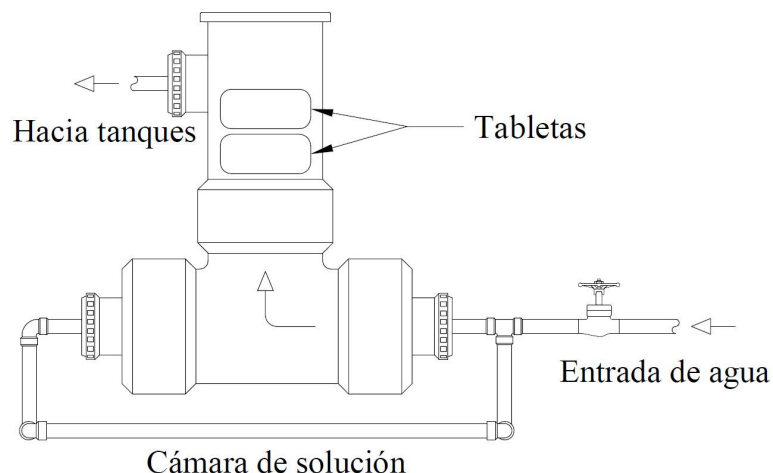 Hacia tanques
Tabletas
Entrada de agua
Cámara de solución